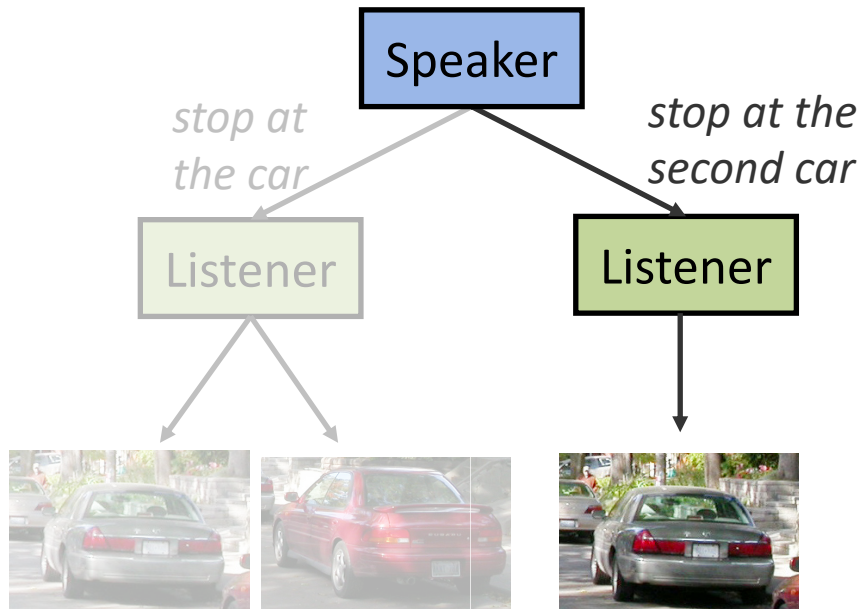 Speaker
stop at
the car
stop at the
second car
Listener
Listener